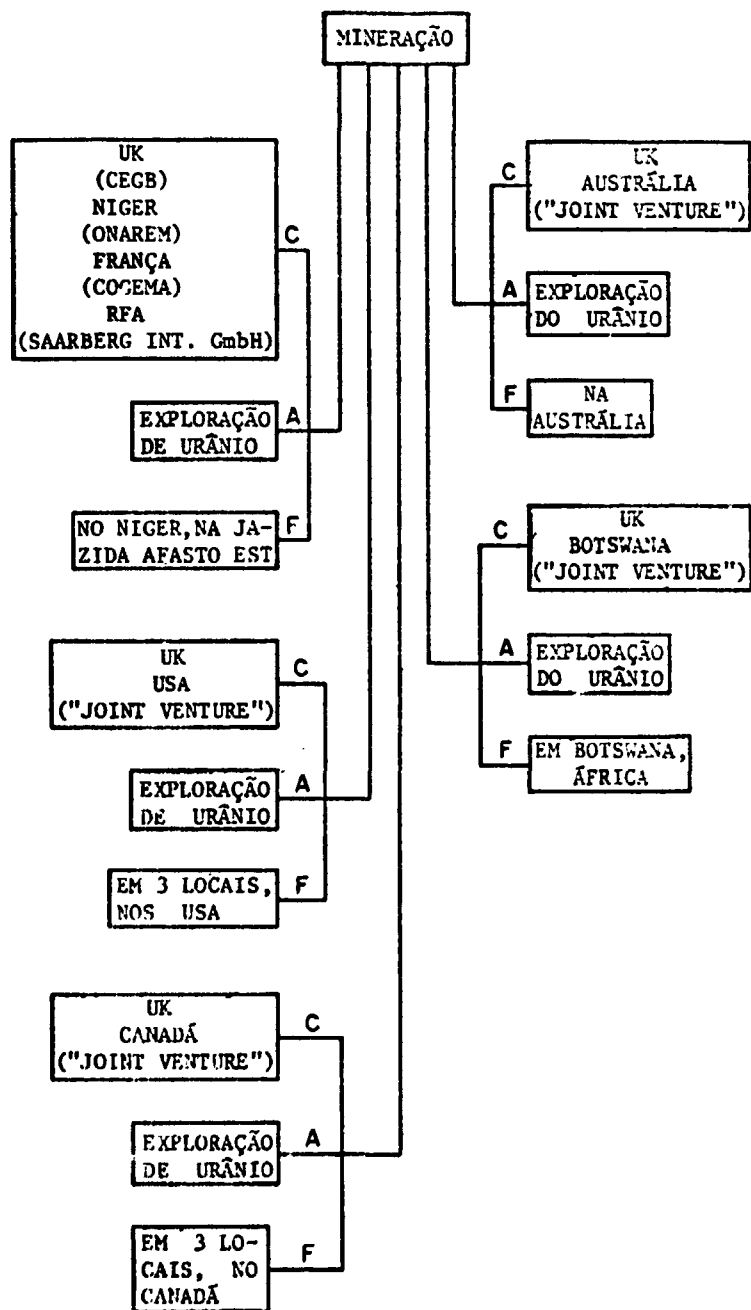 MINERAÇÃO
UK
(CEGB)
NIGER
(ONAREM)
FRANÇA
(COGEMA)
RFA
(SAARBERG INT. GmbH)
C
EXPLORAÇÃO
DE URÂNIO
A
NO NIGER, NA JA-
ZIDA AFASTO EST
F
UK
USA
("JOINT VENTURE")
C
EXPLORAÇÃO
DE URÂNIO
A
EM 3 LOCAIS,
NOS USA
F
UK
CANADÁ
("JOINT VENTURE")
C
EXPLORAÇÃO
DE URÂNIO
A
EM 3 LO-
CAIS, NO
CANADÁ
F
C
UK
AUSTRÁLIA
("JOINT VENTURE")
A
EXPLORAÇÃO
DO URÂNIO
F
NA
AUSTRÁLIA
C
UK
BOTSWANA
("JOINT VENTURE")
A
EXPLORAÇÃO
DO URÂNIO
F
EM BOTSWANA,
ÁFRICA